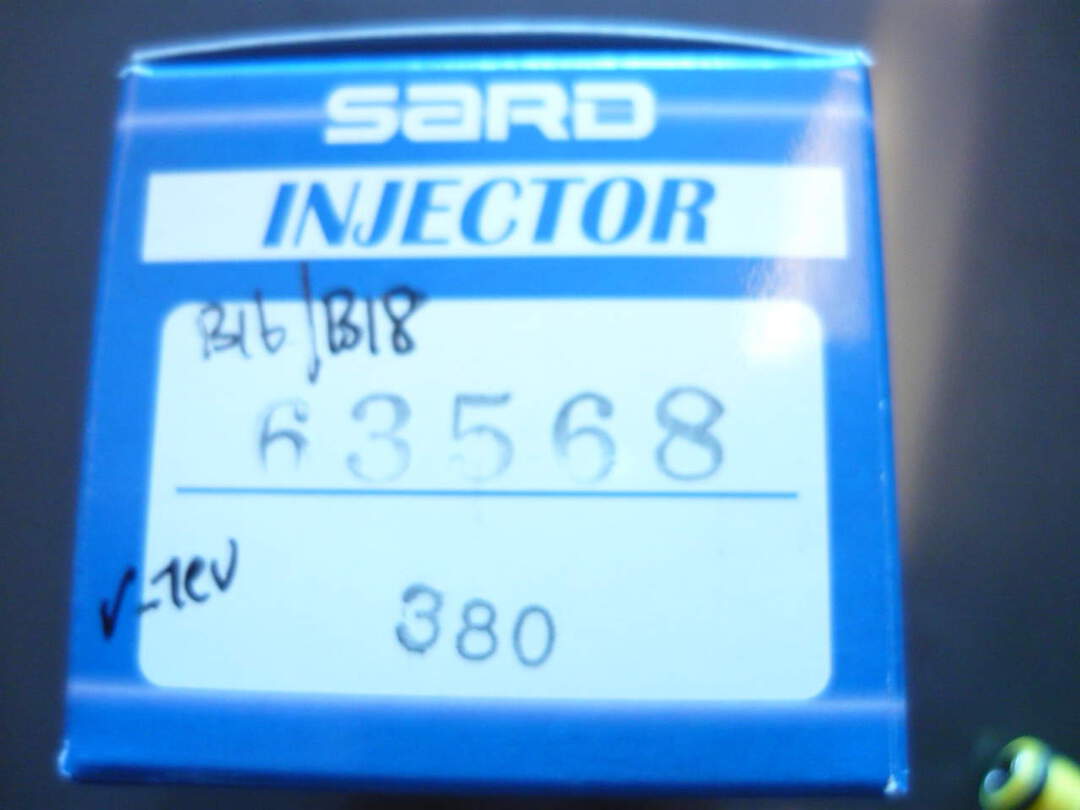 SARD
INJECTOR
B16/B18
63568
V-Tev
380